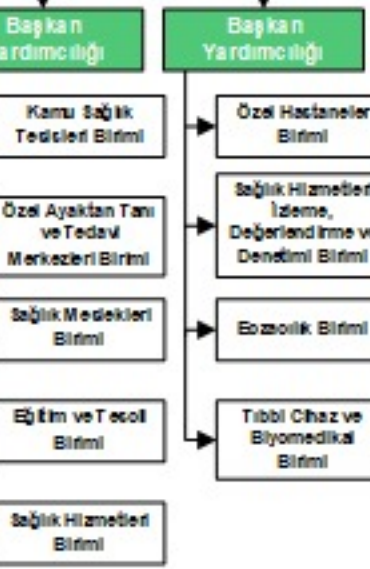 Başkan
Yardımcılığı
Kamu Sağlık
Tesisleri Birimi
Özel Ayaktan Tanı
ve Tedavi
Merkezleri Birimi
Sağlık Meslekleri
Birimi
Eğitim ve Tescil
Birimi
Sağlık Hizmetleri
Birimi
Başkan
Yardımcılığı
Özel Hastaneler
Birimi
Sağlık Hizmetleri
İzleme,
Değerlendirme ve
Denetimi Birimi
Eczacılık Birimi
Tıbbi Cihaz ve
Biyomedikal
Birimi